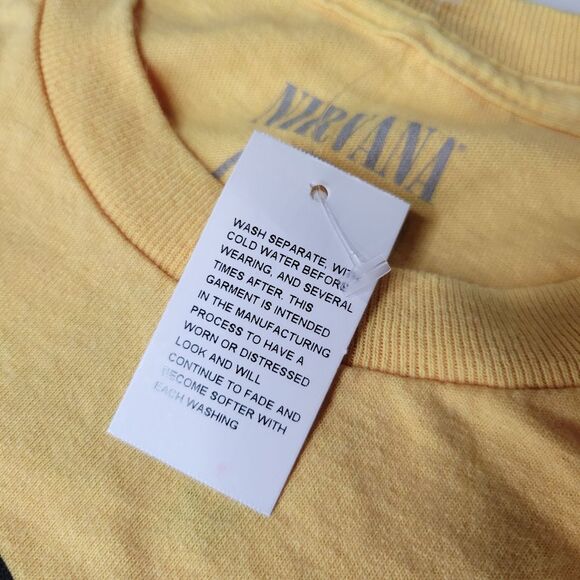 NIRVANA
WASH SEPARATE, WIT
COLD WATER BEFORE
WEARING, AND SEVERAL
TIMES AFTER. THIS
GARMENT IS INTENDED
IN THE MANUFACTURING
PROCESS TO HAVE A
WORN OR DISTRESSED
LOOK AND WILL
CONTINUE TO FADE AND
BECOME SOFTER WITH
EACH WASHING